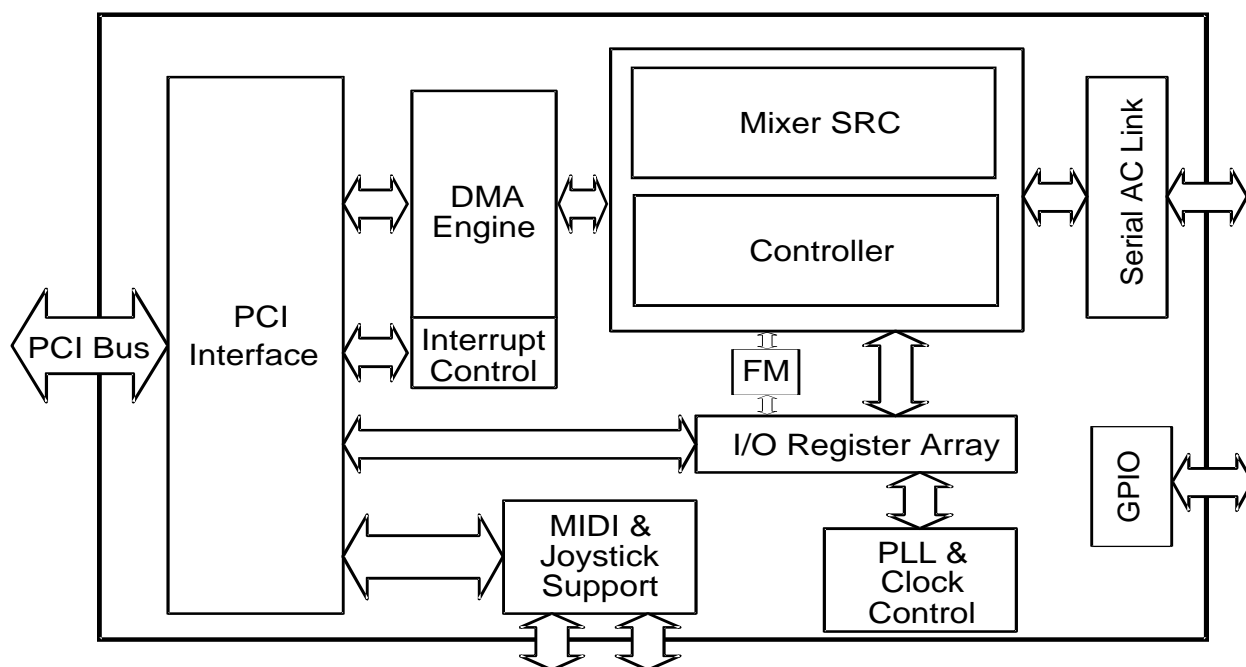 PCI Bus
PCI
Interface
DMA
Engine
Interrupt
Control
Mixer SRC
Controller
Serial AC Link
FM
I/O Register Array
GPIO
MIDI &
Joystick
Support
PLL &
Clock
Control